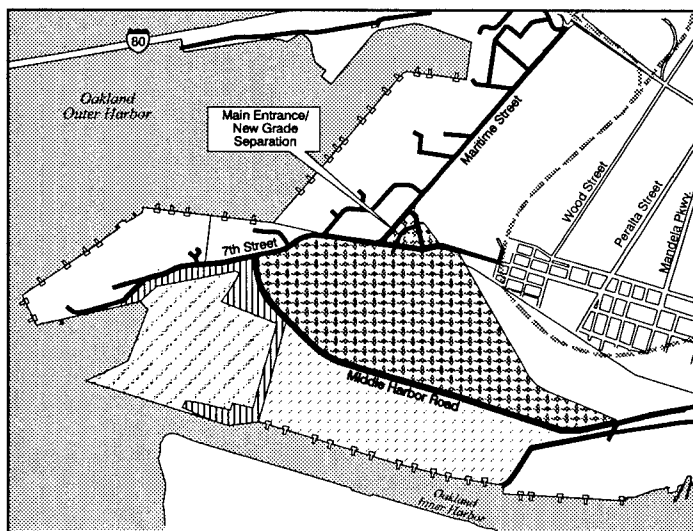 80
Oakland
Outer Harbor
Main Entrance/
New Grade
Separation
Maritime Street
Wood Street
Peralta Street
Mandela Pkwy.
7th Street
Middle Harbor Road
Oakland
Inner Harbor